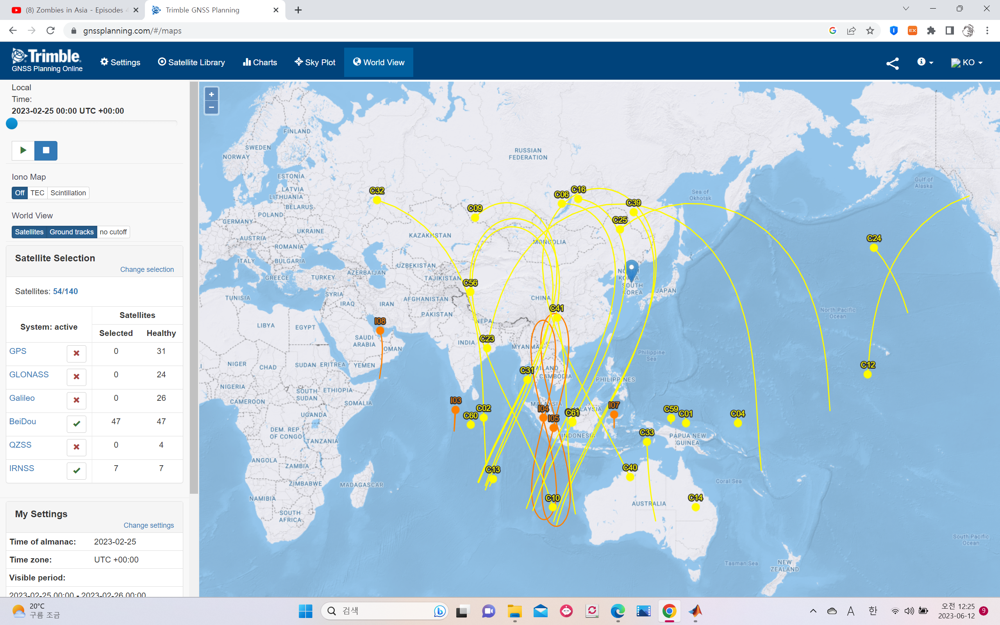 (8) Zombies in Asia - Episodes
Trimble GNSS Planning
gnssplanning.com/#/maps
EX
Trimble
GNSS Planning Online
Settings
Satellite Library
Charts
Sky Plot
World View
KO
Local
Time:
2023-02-25 00:00 UTC +00:00
Iono Map
Off TEC Scintillation
World View
Satellites Ground tracks no cutoff
Satellite Selection
Change selection
Satellites: 54/140
System: active
Satellites
Selected Healthy
GPS 0 31
GLONASS 0 24
Galileo 0 26
BeiDou 47 47
QZSS 0 4
IRNSS 7 7
My Settings
Change settings
Time of almanac: 2023-02-25
Time zone: UTC +00:00
Visible period:
2023-02-25 00:00 - 2023-02-26 00:00
+
−
FINLAND
SWEDEN
NORWAY
RUSSIAN
FEDERATION
ESTONIA
LATVIA
LITHUANIA
BELARUS
POLAND
GERMANY
UKRAINE
AUSTRIA
ROMANIA
ITALY
BULGARIA
GREECE
TURKEY
AZERBAIJAN
KAZAKHSTAN
UZBEKISTAN
TAJIKISTAN
MONGOLIA
Sea of
Okhotsk
Gulf of
Alaska
NORTH
KOREA
SOUTH
KOREA
JAPAN
CHINA
TUNISIA
SYRIA
IRAQ
IRAN
AFGHANISTAN
PAKISTAN
NEPAL
LIBYA
EGYPT
SAUDI
ARABIA
OMAN
INDIA
MYANMAR
North Pacific
Ocean
Philippine
Sea
NIGER
CHAD
SUDAN
ERITREA
YEMEN
THAILAND
CAMBODIA
PHILIPPINES
NIGERIA
SOUTH
SUDAN
ETHIOPIA
CAMEROON
SOMALIA
MALAYSIA
MALAYSIA
UGANDA
DEM. REP.
OF CONGO
TANZANIA
INDONESIA
PAPUA NEW
GUINEA
ANGOLA
ZAMBIA
ZIMBABWE
MADAGASCAR
NAMIBIA
SOUTH
AFRICA
Coral Sea
AUSTRALIA
South Pacific
Ocean
Tasman Sea
NEW
ZEALAND
C32
C09
C06
C16
C39
C25
C24
C56
C41
I08
C23
C31
C12
I03
C60
C02
I04
I05
C61
I07
C59
C01
C04
C33
C13
C40
C10
C14
20°C
구름 조금
검색
A
한
오전 12:25
2023-06-12
9